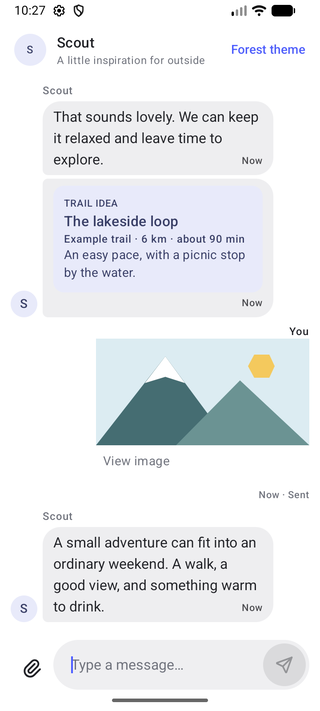 10:27
S
Scout
A little inspiration for outside
Forest theme
Scout
That sounds lovely. We can keep
it relaxed and leave time to
explore.
Now
TRAIL IDEA
The lakeside loop
Example trail · 6 km · about 90 min
An easy pace, with a picnic stop
by the water.
Now
S
You
View image
Now · Sent
Scout
A small adventure can fit into an
ordinary weekend. A walk, a
good view, and something warm
to drink.
Now
S
Type a message…